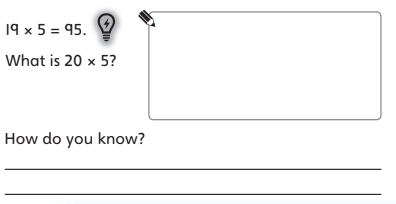 19 × 5 = 95.
What is 20 × 5?
How do you know?